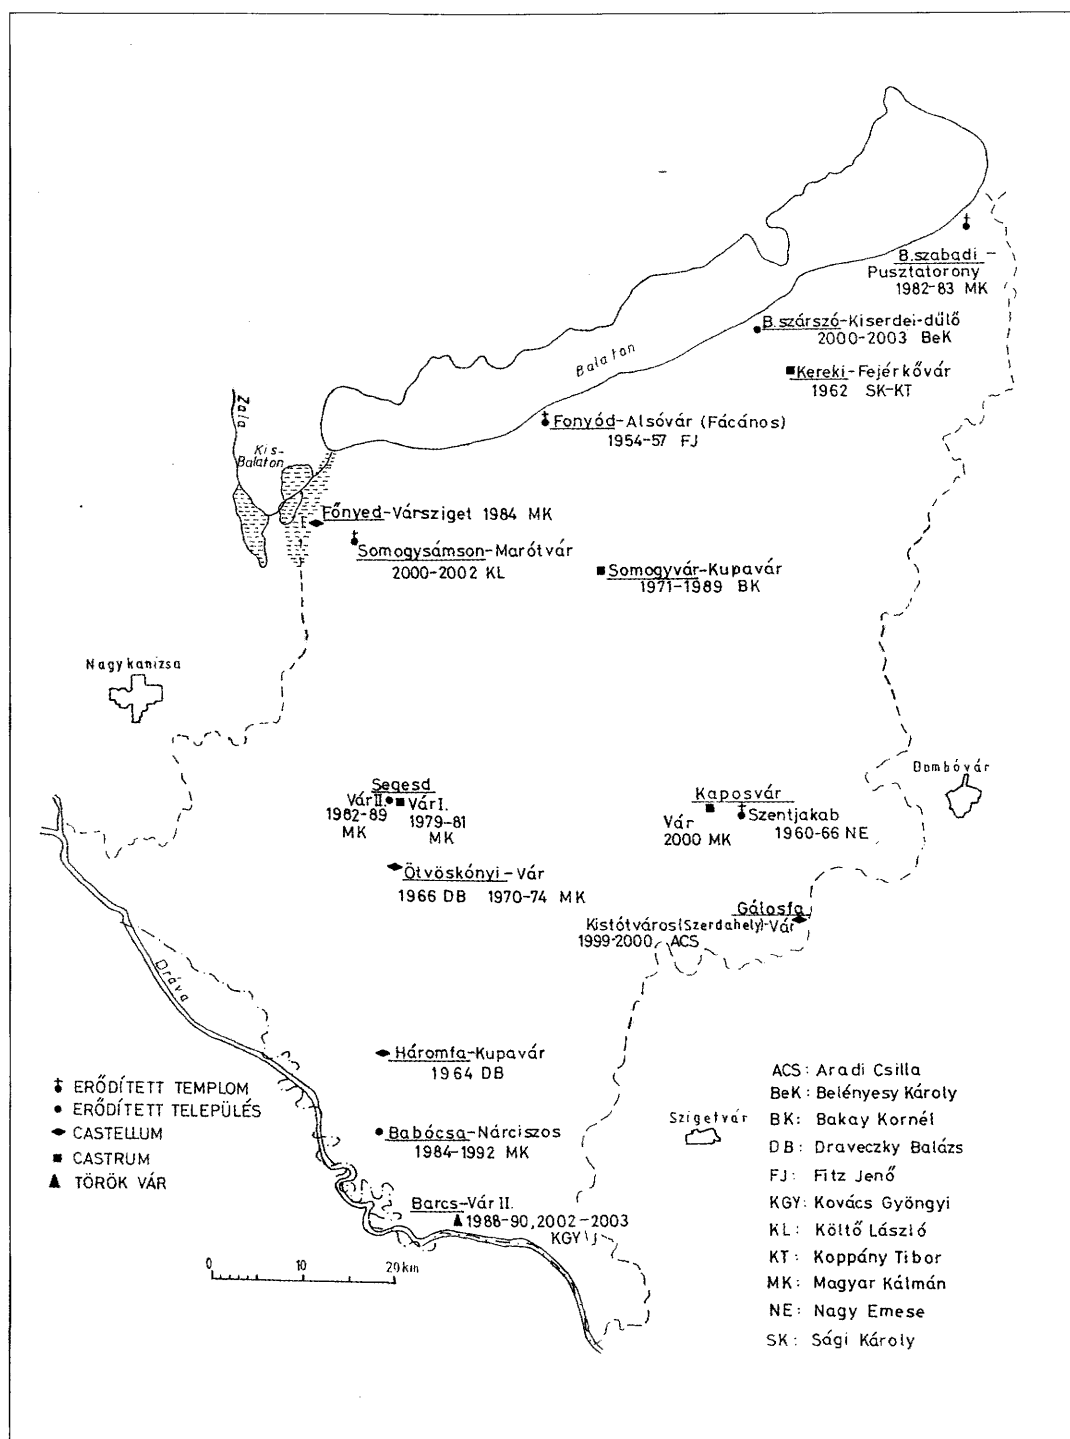 B.szabadi-
Pusztatorony
1982-83 MK
B.szárszó-Kiserdei-dűlő
2000-2003 BeK
Balaton
Kereki-Fejérkővár
1962 SK-KT
Zala
Fonyód-Alsóvár (Fácános)
1954-57 FJ
Kis-
Balaton
Főnyed-Vársziget 1984 MK
Somogysámson-Marótvár
2000-2002 KL
Somogyvár-Kupavár
1971-1989 BK
Nagykanizsa
Dombóvár
Segesd
Vár II.
1982-89
MK
Vár I.
1979-81
MK
Kaposvár
Vár
2000 MK
Szentjakab
1960-66 NE
Ötvöskónyi-Vár
1966 DB 1970-74 MK
Gálosfa
Kistótváros(Szerdahely)-Vár
1999-2000 ACS
Dráva
Háromfa-Kupavár
1964 DB
Szigetvár
Babócsa-Nárciszos
1984-1992 MK
Barcs-Vár II.
1988-90, 2002-2003
KGY
ERŐDÍTETT TEMPLOM
ERŐDÍTETT TELEPÜLÉS
CASTELLUM
CASTRUM
TÖRÖK VÁR
0 10 20 km
ACS: Aradi Csilla
BeK: Belényesy Károly
BK: Bakay Kornél
DB: Draveczky Balázs
FJ: Fitz Jenő
KGY: Kovács Gyöngyi
KL: Költő László
KT: Koppány Tibor
MK: Magyar Kálmán
NE: Nagy Emese
SK: Sági Károly